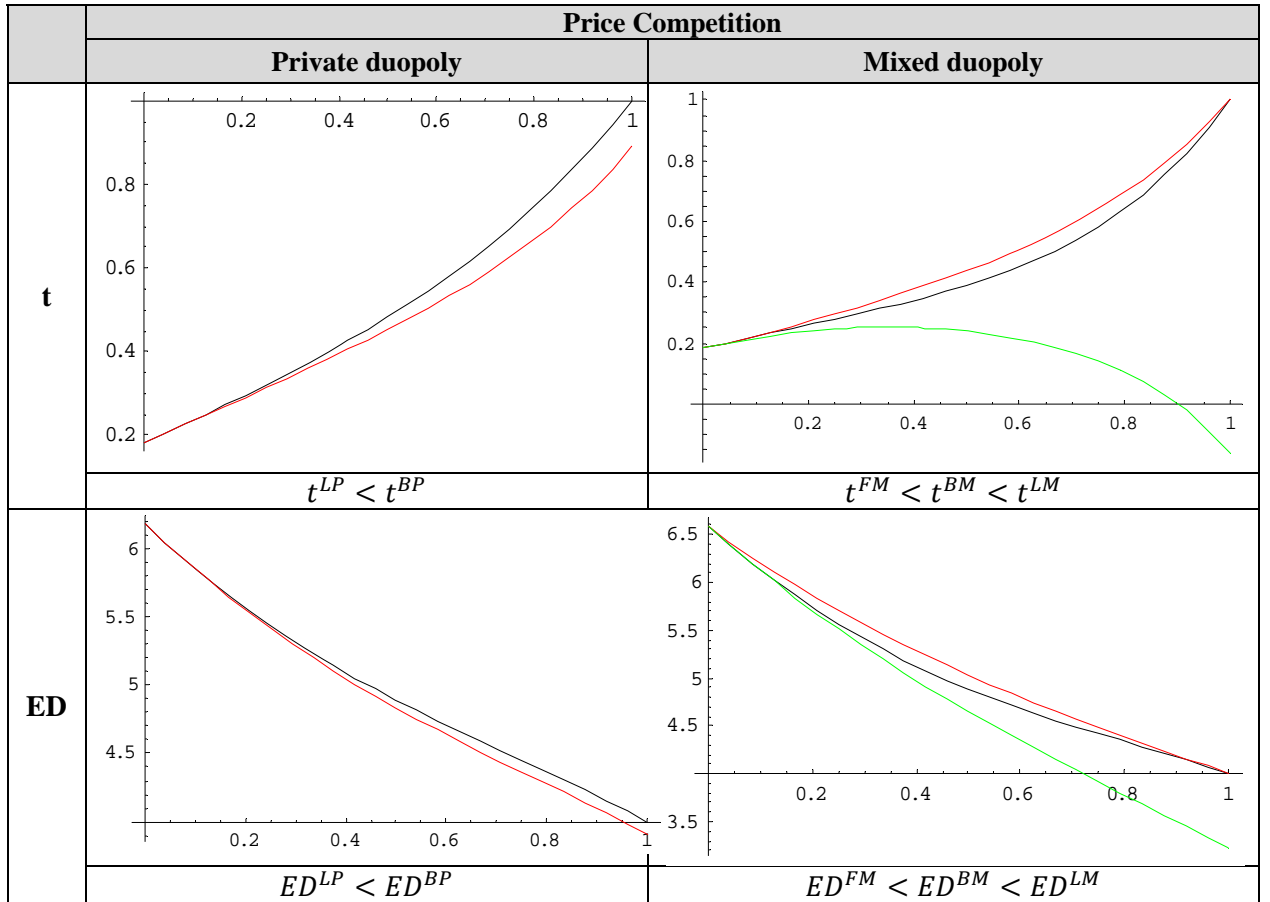 Price Competition
Private duopoly Mixed duopoly
t
0.2 0.4 0.6 0.8 1
0.8
0.6
0.4
0.2
1
0.8
0.6
0.4
0.2
0.2 0.4 0.6 0.8 1
t^{LP} < t^{BP}
t^{FM} < t^{BM} < t^{LM}
ED
6
5.5
5
4.5
0.2 0.4 0.6 0.8 1
6.5
6
5.5
5
4.5
3.5
0.2 0.4 0.6 0.8 1
ED^{LP} < ED^{BP}
ED^{FM} < ED^{BM} < ED^{LM}